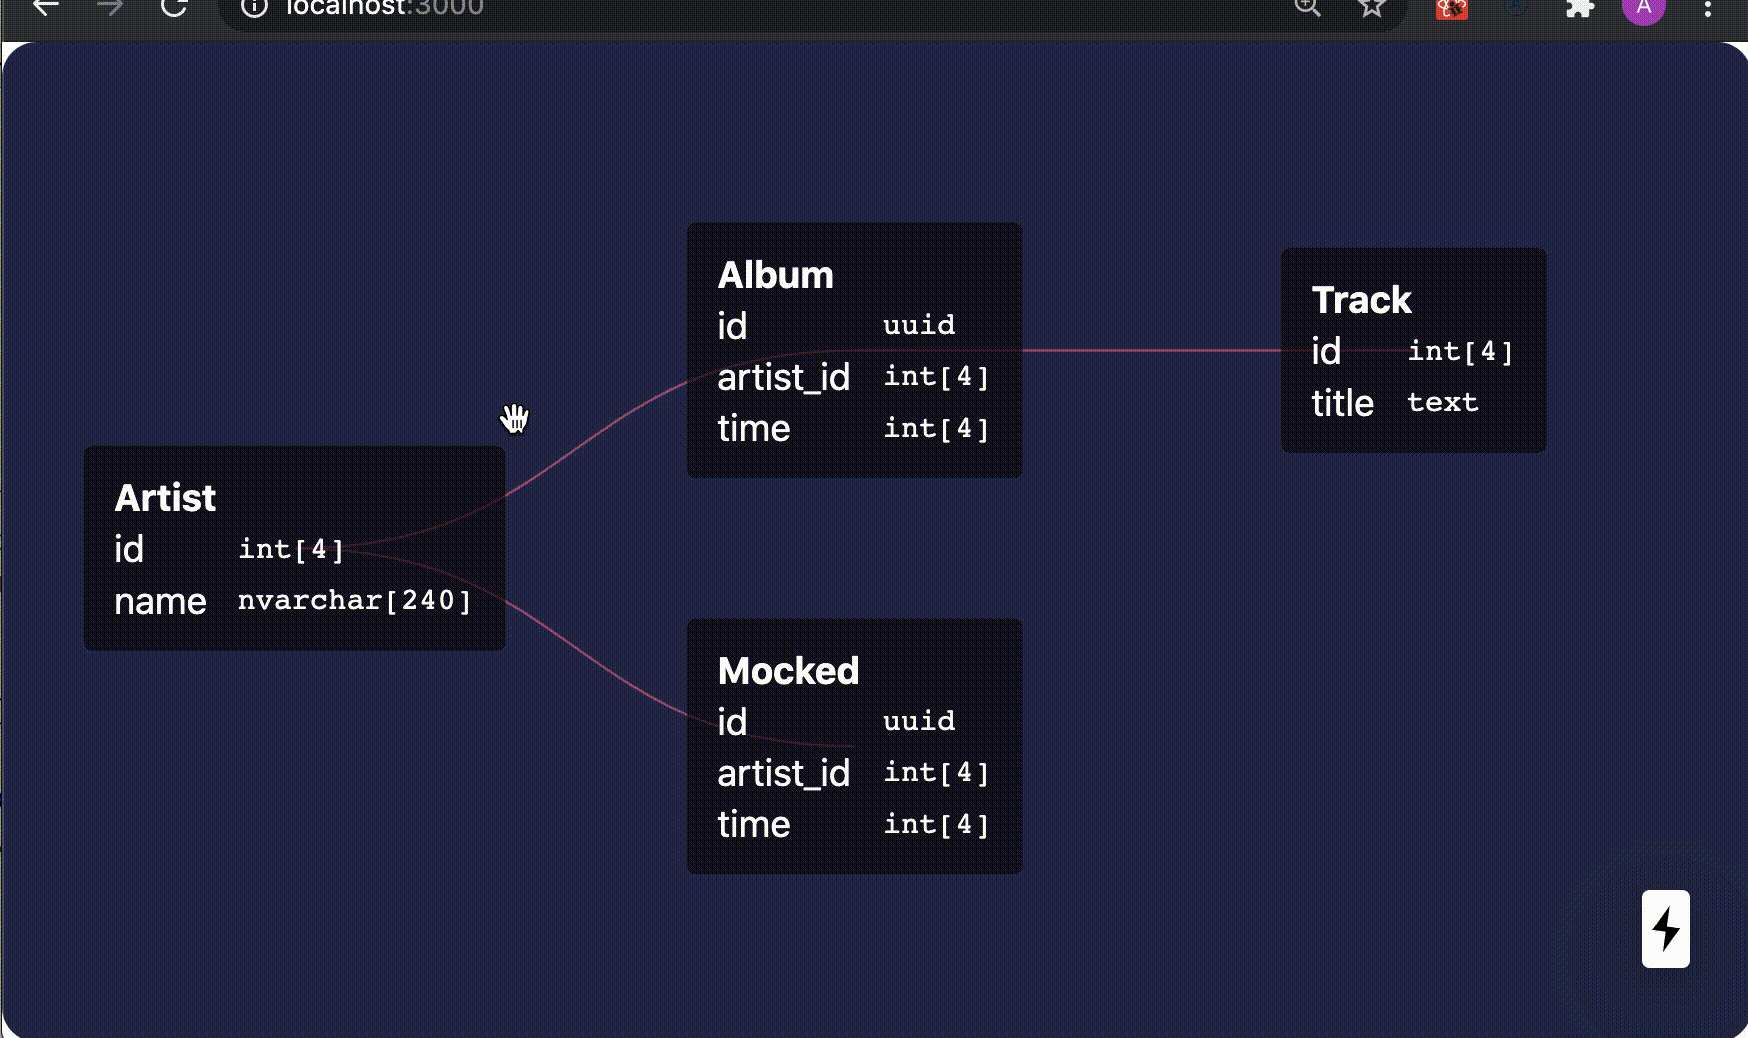 localhost:3000
A
Album
id uuid
artist_id int[4]
time int[4]
Track
id int[4]
title text
Artist
id int[4]
name nvarchar[240]
Mocked
id uuid
artist_id int[4]
time int[4]